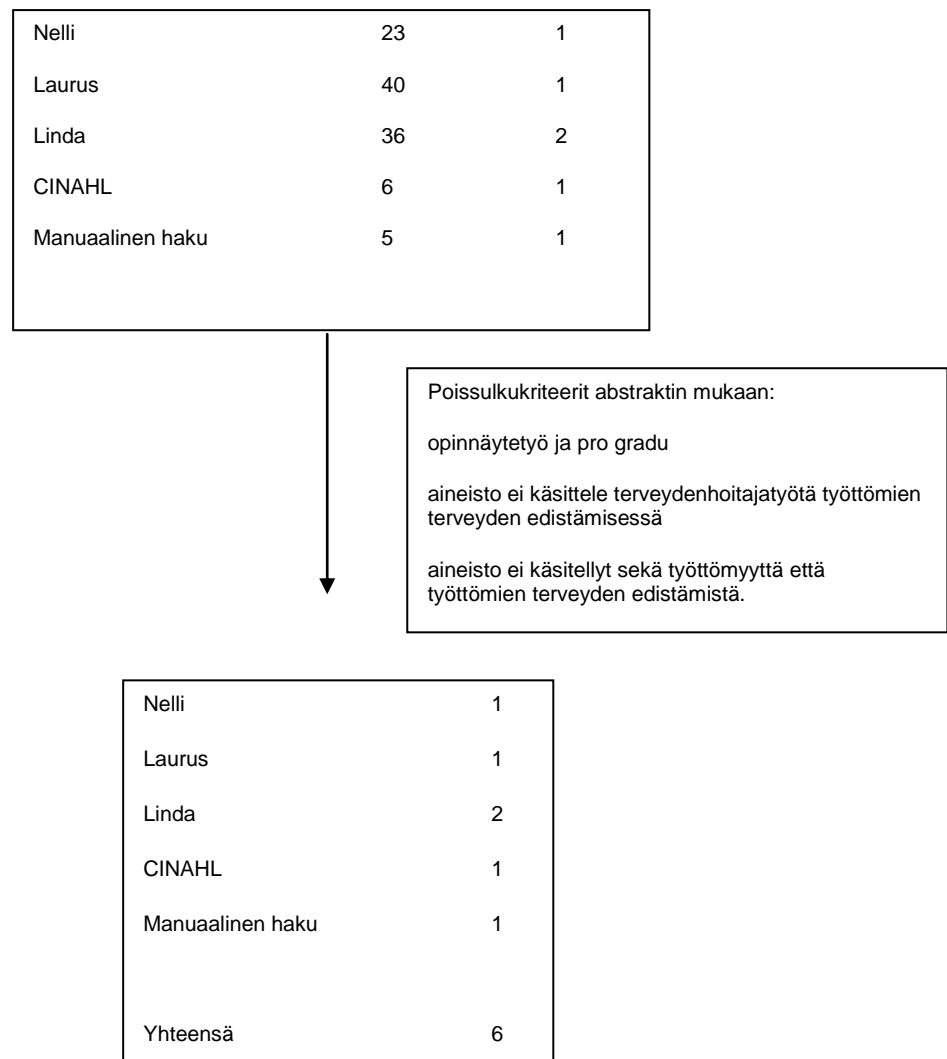 Nelli 23 1
Laurus 40 1
Linda 36 2
CINAHL 6 1
Manuaalinen haku 5 1
Poissulkukriteerit abstraktin mukaan:
opinnäytetyö ja pro gradu
aineisto ei käsittele terveydenhoitajatyötä työttömien
terveyden edistämisessä
aineisto ei käsitellyt sekä työttömyyttä että
työttömien terveyden edistämistä.
Nelli 1
Laurus 1
Linda 2
CINAHL 1
Manuaalinen haku 1
Yhteensä 6